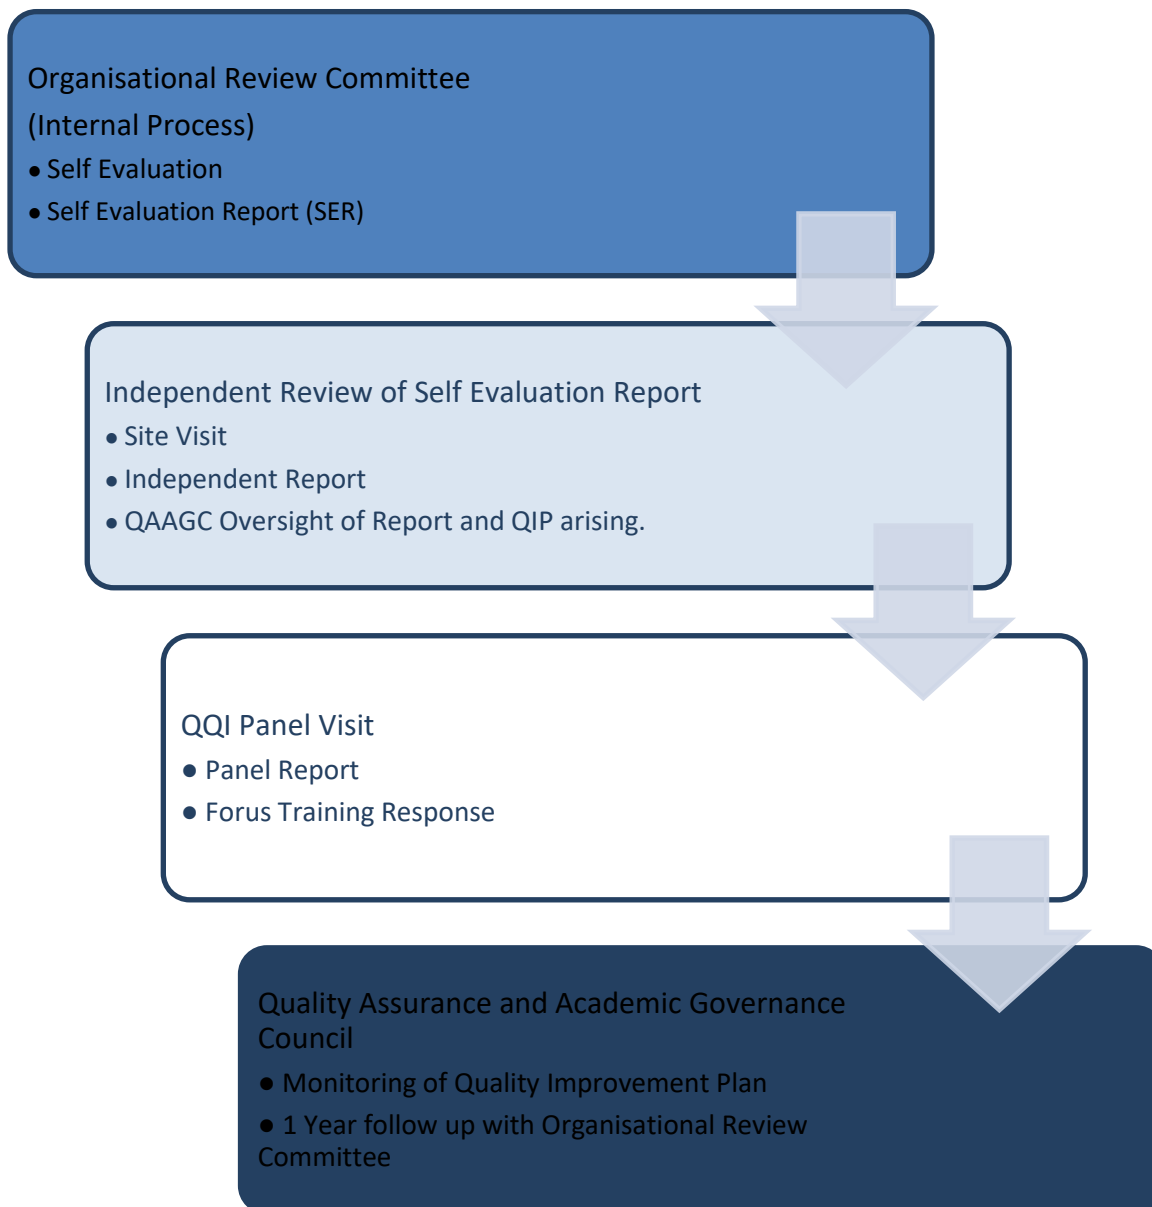 Organisational Review Committee
(Internal Process)
● Self Evaluation
● Self Evaluation Report (SER)
Independent Review of Self Evaluation Report
● Site Visit
● Independent Report
● QAAGC Oversight of Report and QIP arising.
QQI Panel Visit
● Panel Report
● Forus Training Response
Quality Assurance and Academic Governance
Council
● Monitoring of Quality Improvement Plan
● 1 Year follow up with Organisational Review
Committee